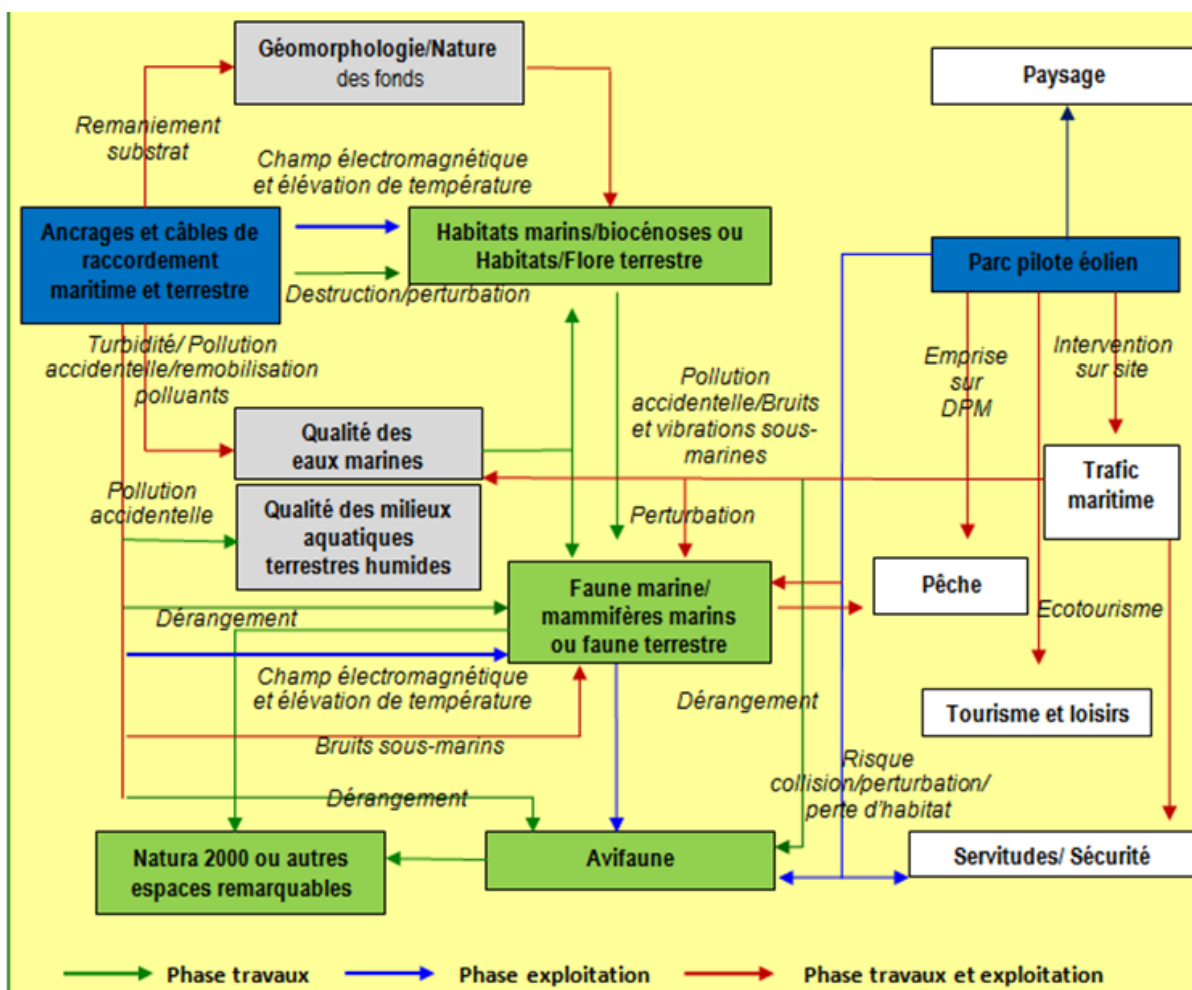 Géomorphologie/Nature
des fonds
Paysage
Remaniement
substrat
Champ électromagnétique
et élévation de température
Ancrages et câbles de
raccordement
maritime et terrestre
Habitats marins/biocénoses ou
Habitats/Flore terrestre
Parc pilote éolien
Destruction/perturbation
Turbidité/ Pollution
accidentelle/remobilisation
polluants
Emprise
sur
DPM
Intervention
sur site
Pollution
accidentelle/Bruits
et vibrations sous-
marines
Qualité des
eaux marines
Trafic
maritime
Pollution
accidentelle
Qualité des milieux
aquatiques
terrestres humides
Perturbation
Faune marine/
mammifères marins
ou faune terrestre
Pêche
Dérangement
Ecotourisme
Champ électromagnétique
et élévation de température
Dérangement
Tourisme et loisirs
Bruits sous-marins
Risque
collision/perturbation/
perte d'habitat
Dérangement
Natura 2000 ou autres
espaces remarquables
Avifaune
Servitudes/ Sécurité
Phase travaux
Phase exploitation
Phase travaux et exploitation